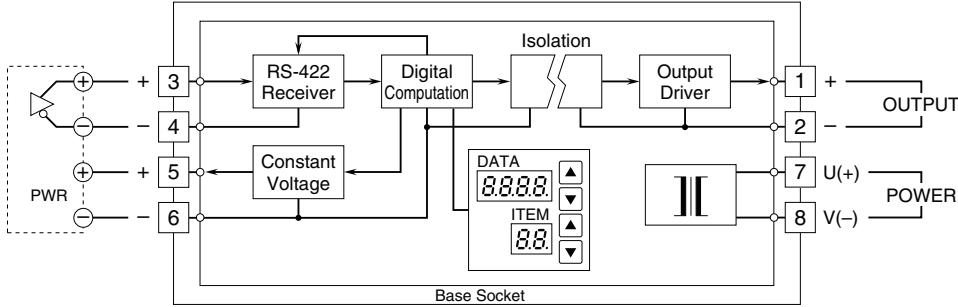 Isolation
+ 3 RS-422 Receiver Digital Computation Output Driver 1 + OUTPUT
− 4 2 −
PWR + 5 Constant Voltage DATA 8.8.8.8. 7 U(+) POWER
− 6 ITEM 8.8. 8 V(−)
Base Socket